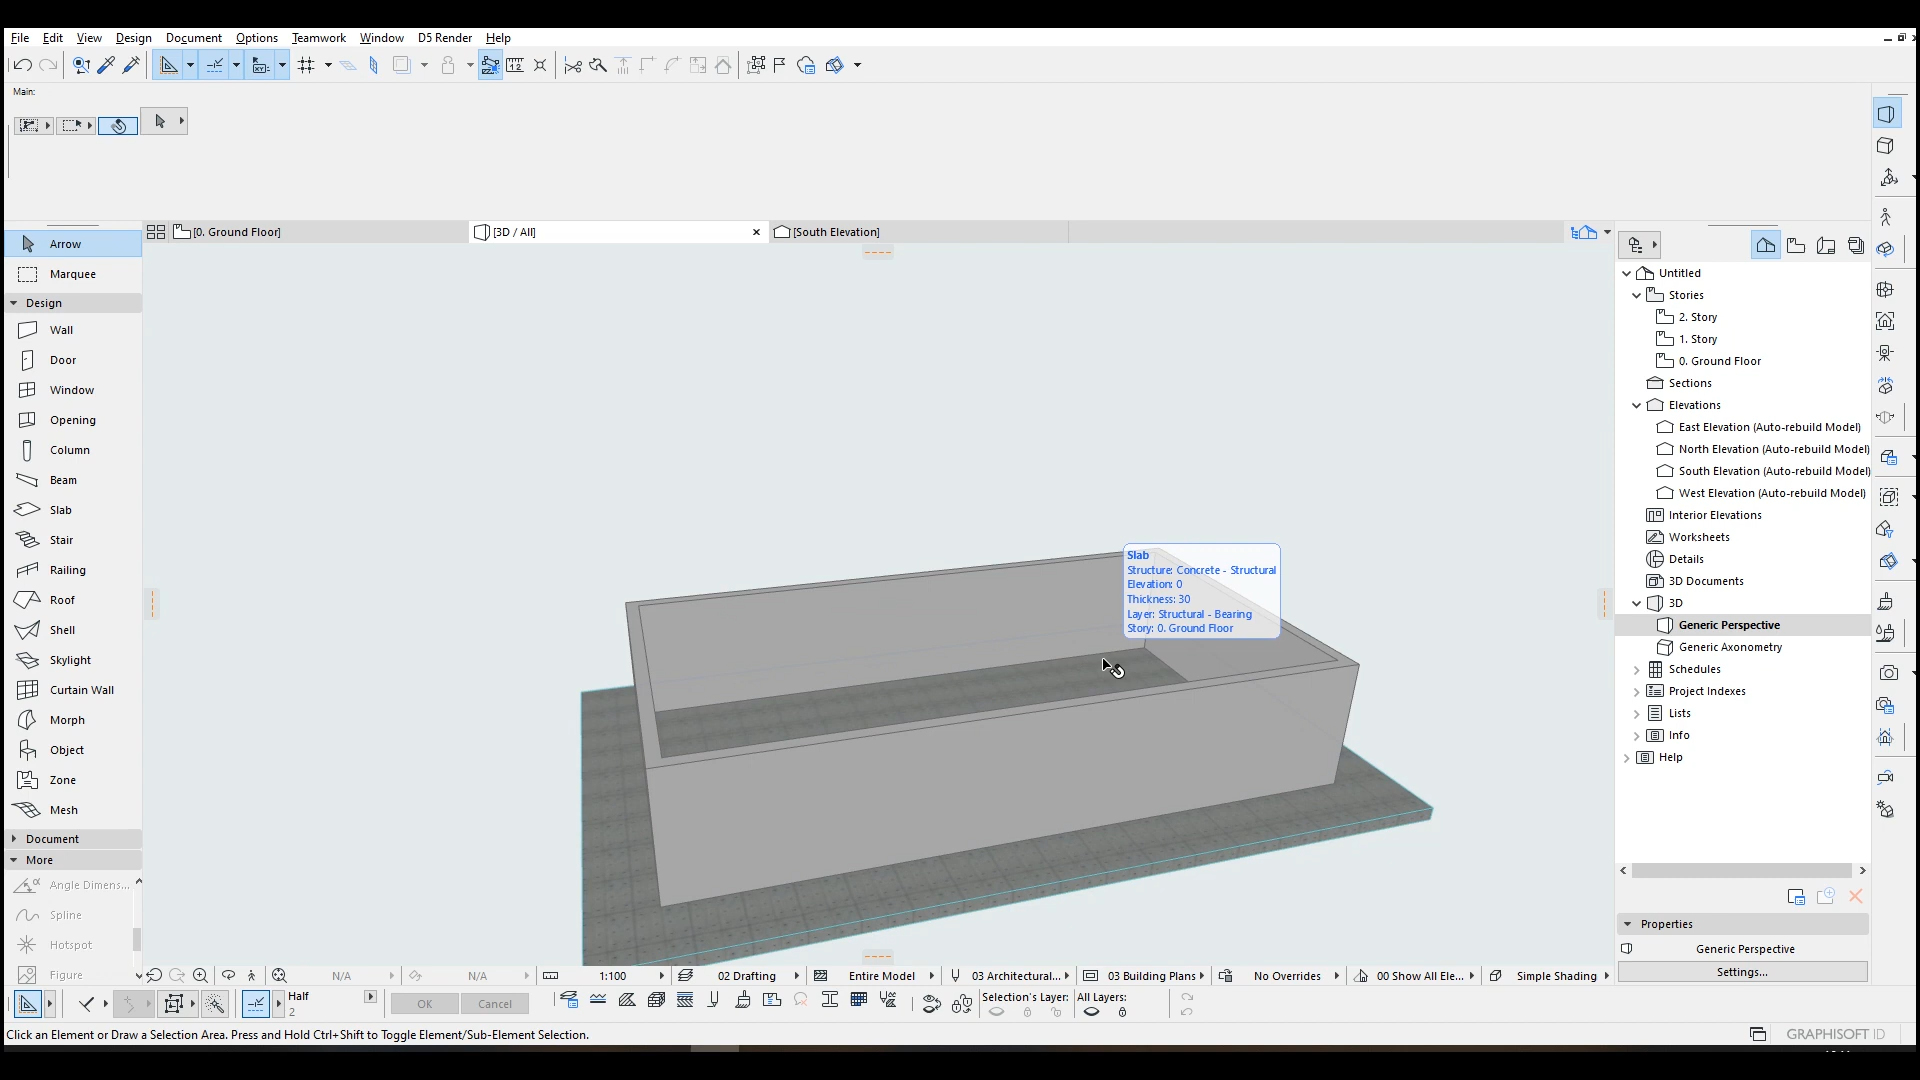 File Edit View Design Document Options Teamwork Window D5 Render Help
Main:
[0. Ground Floor] [3D / All] [South Elevation]
Arrow
Marquee
Design
Wall
Door
Window
Opening
Column
Beam
Slab
Stair
Railing
Roof
Shell
Skylight
Curtain Wall
Morph
Object
Zone
Mesh
Document
More
Angle Dimens...
Spline
Hotspot
Figure
Slab
Structure: Concrete - Structural
Elevation: 0
Thickness: 30
Layer: Structural - Bearing
Story: 0. Ground Floor
Untitled
Stories
2. Story
1. Story
0. Ground Floor
Sections
Elevations
East Elevation (Auto-rebuild Model)
North Elevation (Auto-rebuild Model)
South Elevation (Auto-rebuild Model)
West Elevation (Auto-rebuild Model)
Interior Elevations
Worksheets
Details
3D Documents
3D
Generic Perspective
Generic Axonometry
Schedules
Project Indexes
Lists
Info
Help
Properties
Generic Perspective
Settings...
N/A N/A 1:100 02 Drafting Entire Model 03 Architectural... 03 Building Plans No Overrides 00 Show All Ele... Simple Shading
Half
2
OK Cancel
Selection's Layer: All Layers:
Click an Element or Draw a Selection Area. Press and Hold Ctrl+Shift to Toggle Element/Sub-Element Selection.
GRAPHISOFT ID